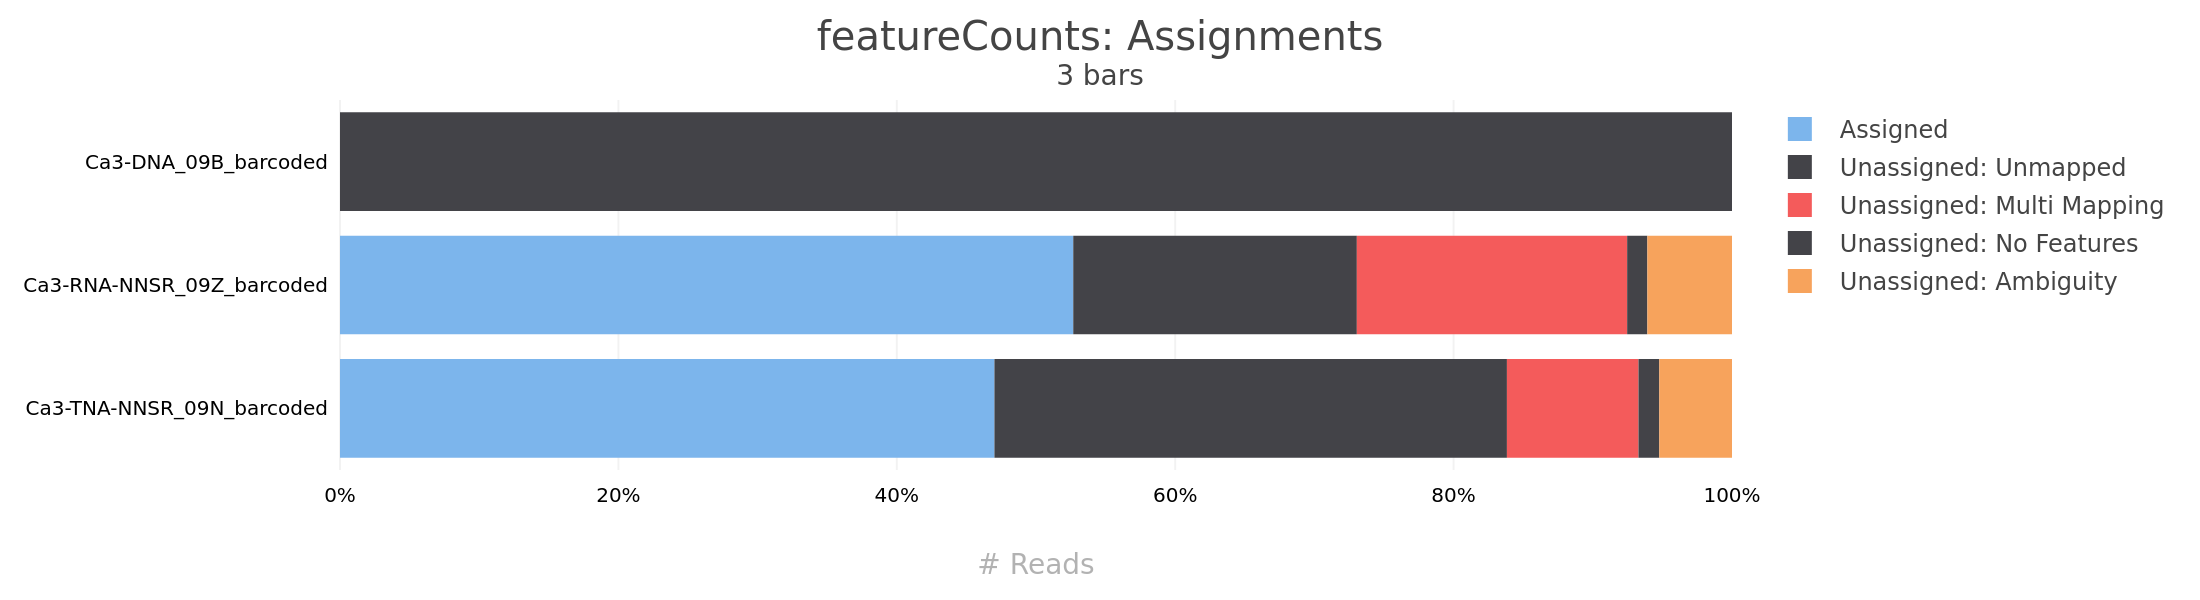 featureCounts: Assignments
3 bars
Ca3-DNA_09B_barcoded
Ca3-RNA-NNSR_09Z_barcoded
Ca3-TNA-NNSR_09N_barcoded
0% 20% 40% 60% 80% 100%
# Reads
Assigned
Unassigned: Unmapped
Unassigned: Multi Mapping
Unassigned: No Features
Unassigned: Ambiguity